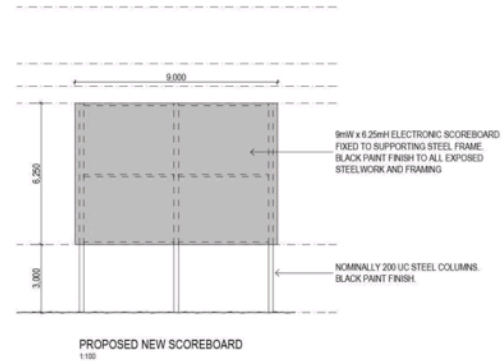 9,000
6,250
3,000
9mW x 6.25mH ELECTRONIC SCOREBOARD
FIXED TO SUPPORTING STEEL FRAME.
BLACK PAINT FINISH TO ALL EXPOSED
STEELWORK AND FRAMING
NOMINALLY 200 UC STEEL COLUMNS.
BLACK PAINT FINISH.
PROPOSED NEW SCOREBOARD
1:100